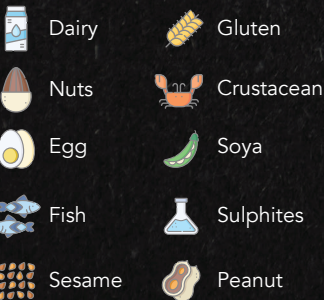 Dairy
Gluten
Nuts
Crustacean
Egg
Soya
Fish
Sulphites
Sesame
Peanut